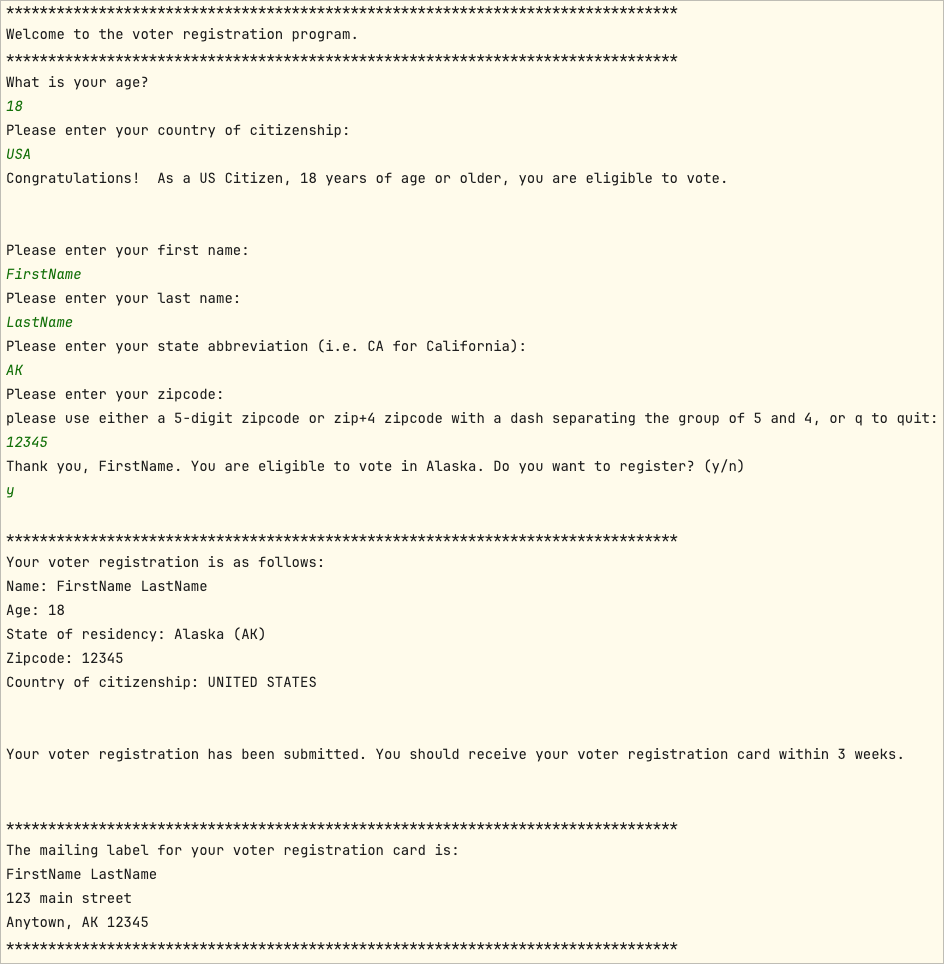 ********************************************************************************
Welcome to the voter registration program.
********************************************************************************
What is your age?
18
Please enter your country of citizenship:
USA
Congratulations!  As a US Citizen, 18 years of age or older, you are eligible to vote.
Please enter your first name:
FirstName
Please enter your last name:
LastName
Please enter your state abbreviation (i.e. CA for California):
AK
Please enter your zipcode:
please use either a 5-digit zipcode or zip+4 zipcode with a dash separating the group of 5 and 4, or q to quit:
12345
Thank you, FirstName. You are eligible to vote in Alaska. Do you want to register? (y/n)
y
********************************************************************************
Your voter registration is as follows:
Name: FirstName LastName
Age: 18
State of residency: Alaska (AK)
Zipcode: 12345
Country of citizenship: UNITED STATES
Your voter registration has been submitted. You should receive your voter registration card within 3 weeks.
********************************************************************************
The mailing label for your voter registration card is:
FirstName LastName
123 main street
Anytown, AK 12345
********************************************************************************